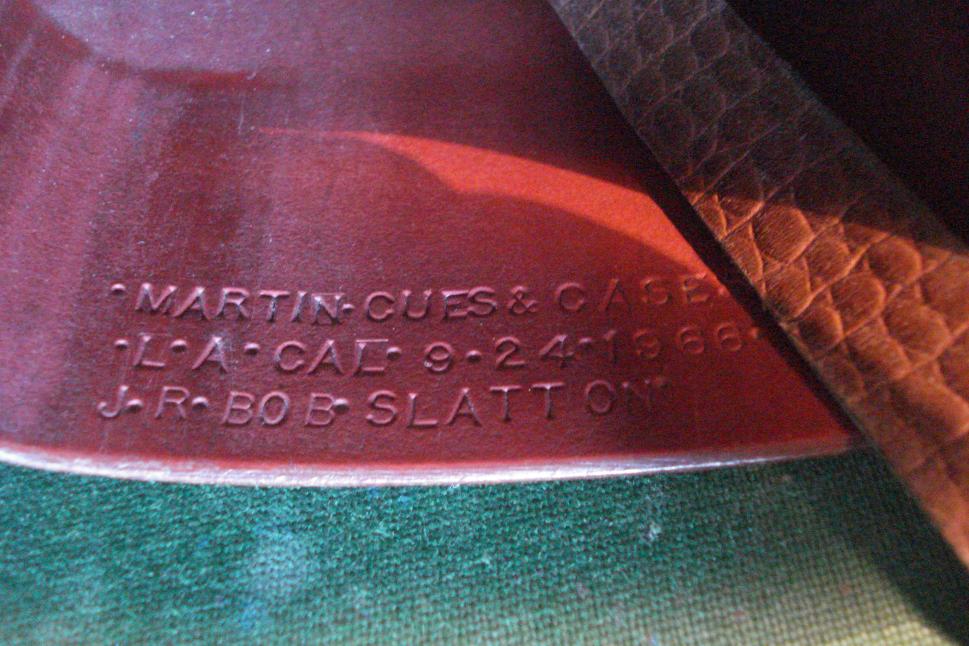 ·MARTIN·CUES & CASE·
·L·A·CAL· 9·24·1966·
J·R·BOB·SLATTON·